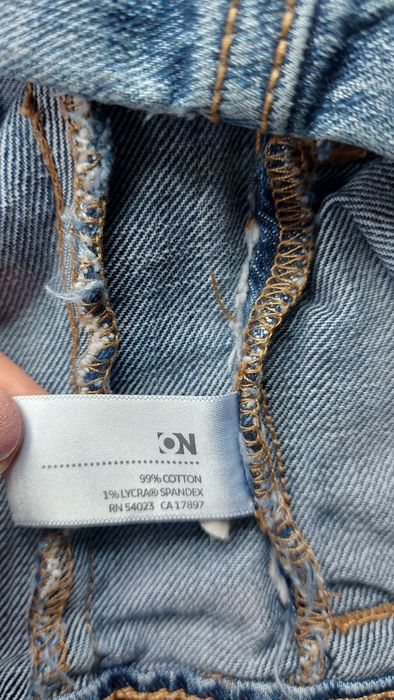 ON
99% COTTON
1% LYCRA® SPANDEX
RN 54023 CA 17897